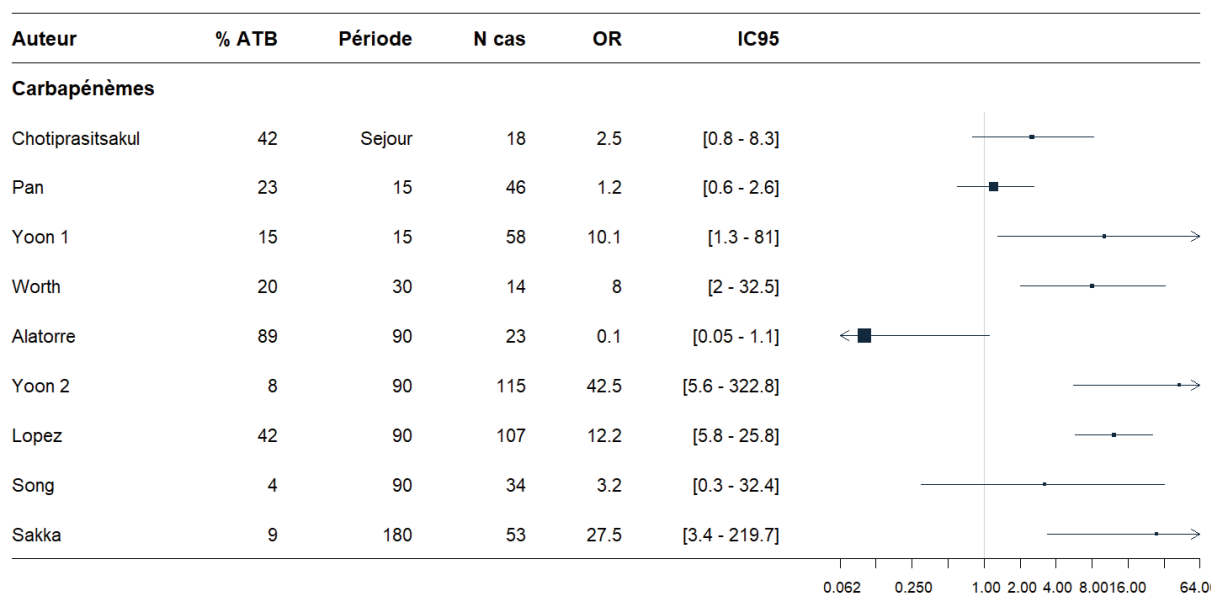 Auteur % ATB Période N cas OR IC95
Carbapénèmes
Chotiprasitsakul 42 Sejour 18 2.5 [0.8 - 8.3]
Pan 23 15 46 1.2 [0.6 - 2.6]
Yoon 1 15 15 58 10.1 [1.3 - 81]
Worth 20 30 14 8 [2 - 32.5]
Alatorre 89 90 23 0.1 [0.05 - 1.1]
Yoon 2 8 90 115 42.5 [5.6 - 322.8]
Lopez 42 90 107 12.2 [5.8 - 25.8]
Song 4 90 34 3.2 [0.3 - 32.4]
Sakka 9 180 53 27.5 [3.4 - 219.7]
0.062 0.250 1.00 2.00 4.00 8.00 16.00 64.0